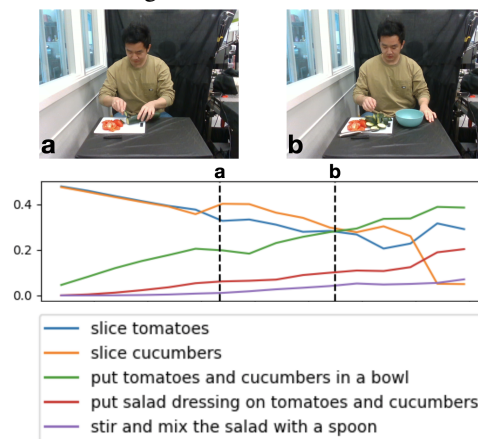 a
b
a
b
0.4
0.2
0.0
slice tomatoes
slice cucumbers
put tomatoes and cucumbers in a bowl
put salad dressing on tomatoes and cucumbers
stir and mix the salad with a spoon